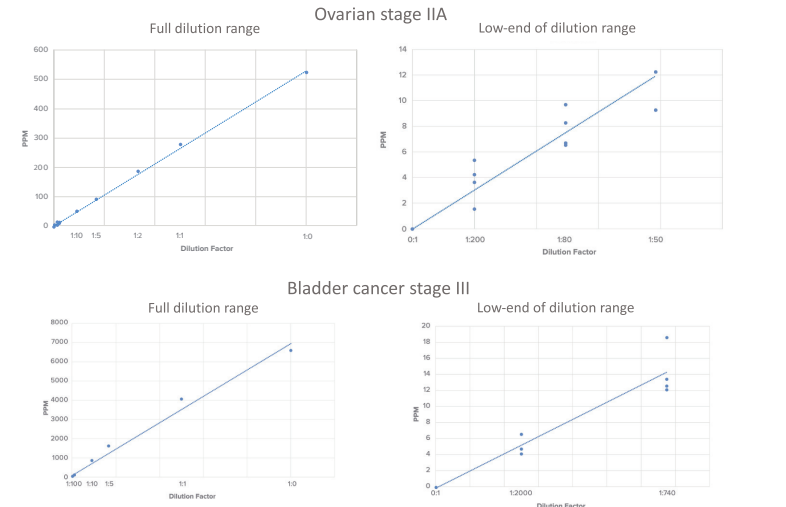 Ovarian stage IIA
Full dilution range
Low-end of dilution range
600
500
400
300
200
100
0
PPM
1:10 1:5 1:2 1:1 1:0
Dilution Factor
14
12
10
8
6
4
2
0
PPM
0:1 1:200 1:80 1:50
Dilution Factor
Bladder cancer stage III
Full dilution range
Low-end of dilution range
8000
7000
6000
5000
4000
3000
2000
1000
0
PPM
1:100 1:10 1:5 1:1 1:0
Dilution Factor
20
18
16
14
12
10
8
6
4
2
0
PPM
0:1 1:2000 1:740
Dilution Factor